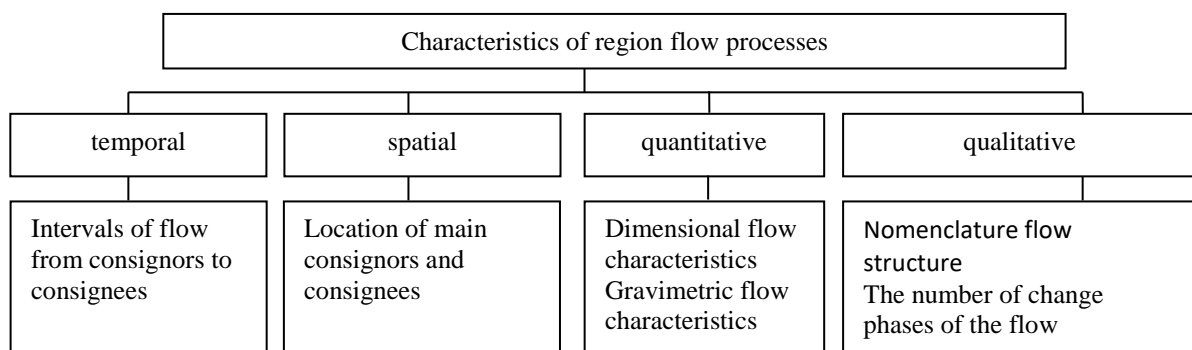 Characteristics of region flow processes
temporal
spatial
quantitative
qualitative
Intervals of flow
from consignors to
consignees
Location of main
consignors and
consignees
Dimensional flow
characteristics
Gravimetric flow
characteristics
Nomenclature flow
structure
The number of change
phases of the flow